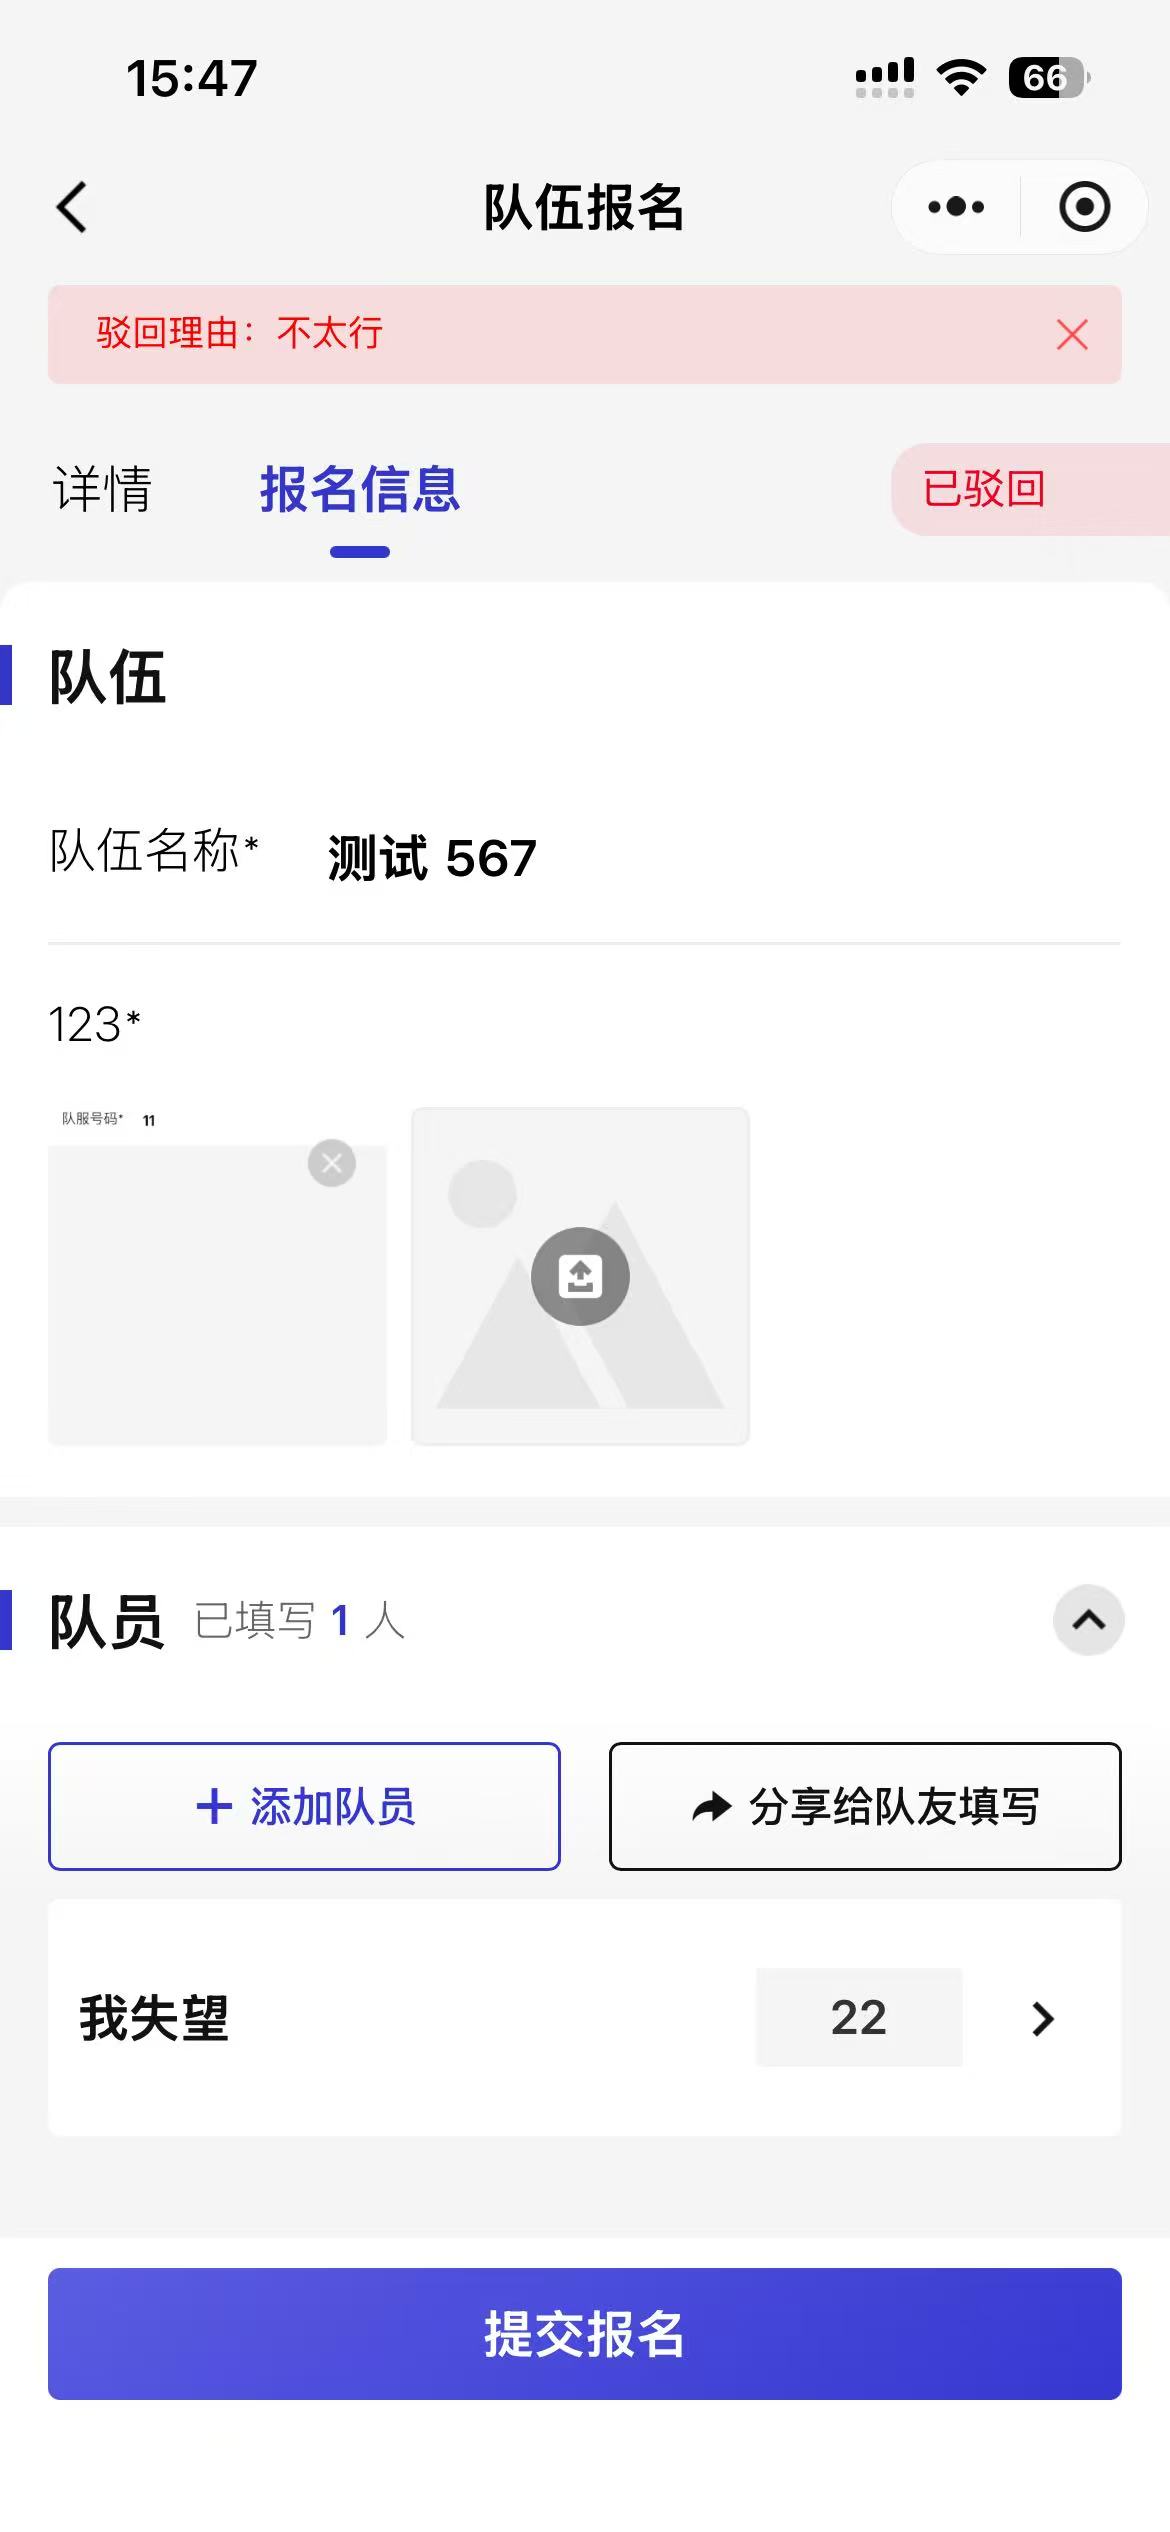 15:47
66
队伍报名
驳回理由：不太行
详情
报名信息
已驳回
队伍
队伍名称*
测试 567
123*
队服号码* 11
队员 已填写 1 人
添加队员
分享给队友填写
我失望
22
提交报名